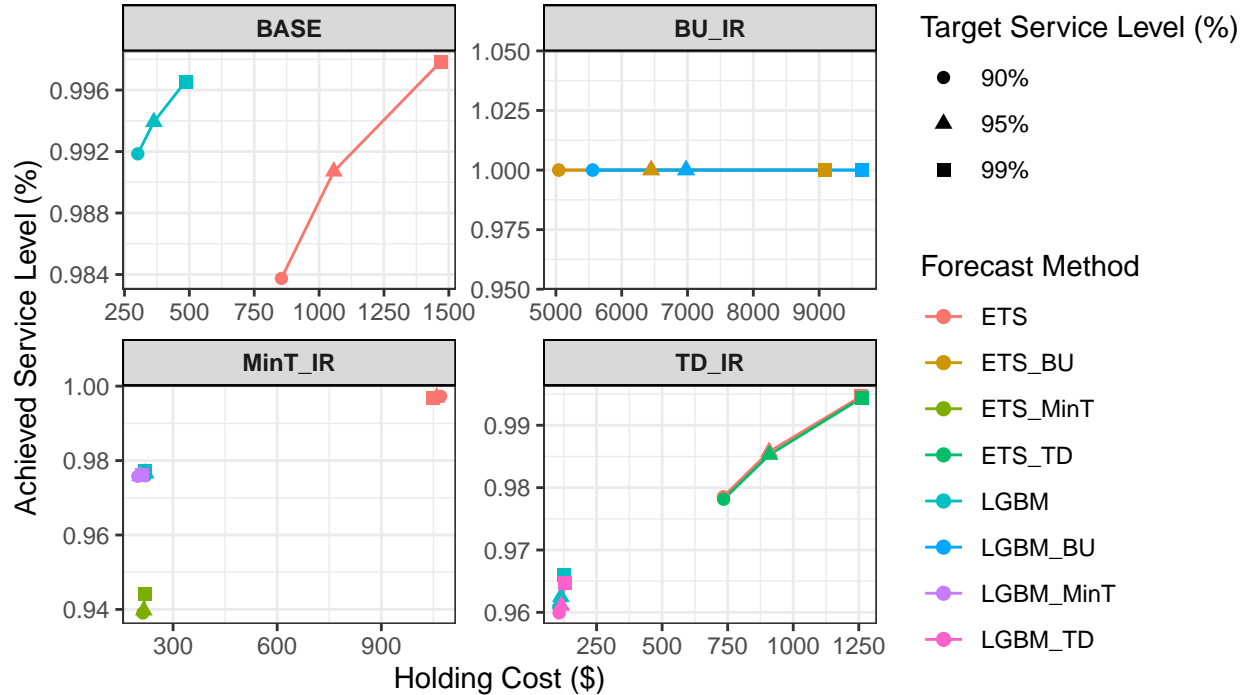 BASE
0.996
0.992
0.988
0.984
250 500 750 1000 1250 1500
BU_IR
1.050
1.025
1.000
0.975
0.950
5000 6000 7000 8000 9000
MinT_IR
1.00
0.98
0.96
0.94
300 600 900
TD_IR
0.99
0.98
0.97
0.96
250 500 750 1000 1250
Achieved Service Level (%)
Holding Cost ($)
Target Service Level (%)
90%
95%
99%
Forecast Method
ETS
ETS_BU
ETS_MinT
ETS_TD
LGBM
LGBM_BU
LGBM_MinT
LGBM_TD